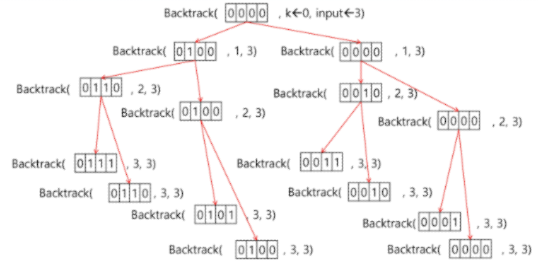 Backtrack( 0 0 0 0 , k←0, input←3)
Backtrack( 0 1 0 0 , 1, 3)
Backtrack( 0 0 0 0 , 1, 3)
Backtrack( 0 1 1 0 , 2, 3)
Backtrack( 0 0 1 0 , 2, 3)
Backtrack( 0 1 0 0 , 2, 3)
Backtrack( 0 0 0 0 , 2, 3)
Backtrack( 0 1 1 1 , 3, 3)
Backtrack( 0 0 1 1 , 3, 3)
Backtrack( 0 1 1 0 , 3, 3)
Backtrack( 0 0 1 0 , 3, 3)
Backtrack( 0 1 0 1 , 3, 3)
Backtrack( 0 0 0 1 , 3, 3)
Backtrack( 0 1 0 0 , 3, 3)
Backtrack( 0 0 0 0 , 3, 3)